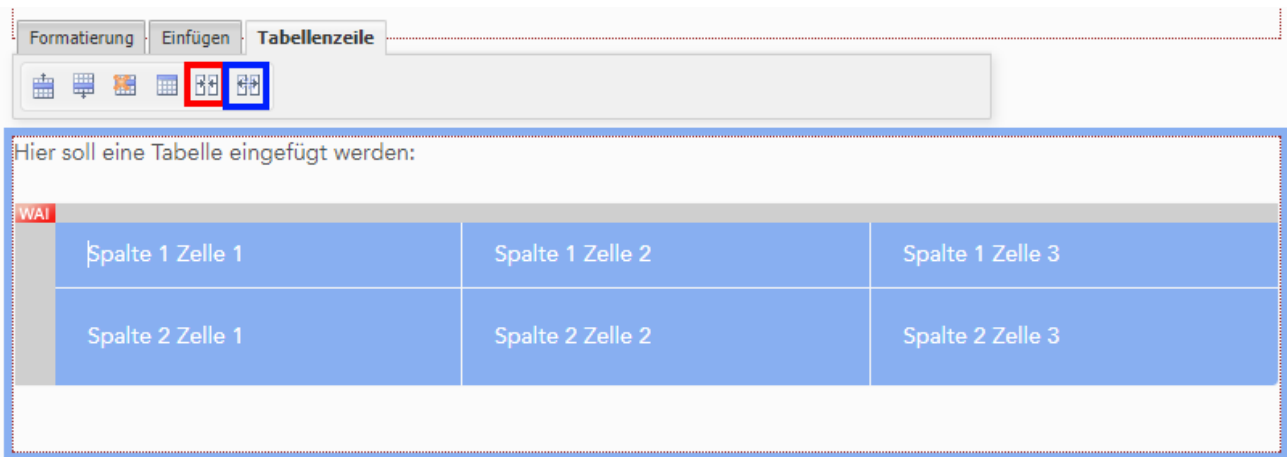 Formatierung Einfügen Tabellenzeile
Hier soll eine Tabelle eingefügt werden:
WAI
Spalte 1 Zelle 1 Spalte 1 Zelle 2 Spalte 1 Zelle 3
Spalte 2 Zelle 1 Spalte 2 Zelle 2 Spalte 2 Zelle 3